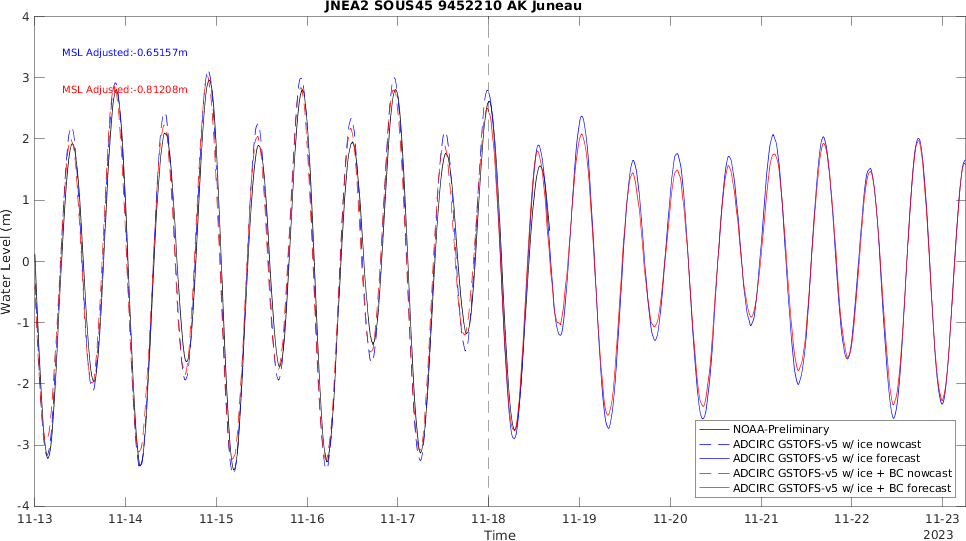 JNEA2 SOUS45 9452210 AK Juneau
MSL Adjusted:-0.65157m
MSL Adjusted:-0.81208m
4
3
2
1
0
-1
-2
-3
-4
Water Level (m)
NOAA-Preliminary
ADCIRC GSTOFS-v5 w/ ice nowcast
ADCIRC GSTOFS-v5 w/ ice forecast
ADCIRC GSTOFS-v5 w/ ice + BC nowcast
ADCIRC GSTOFS-v5 w/ ice + BC forecast
11-13 11-14 11-15 11-16 11-17 11-18 11-19 11-20 11-21 11-22 11-23
Time 2023